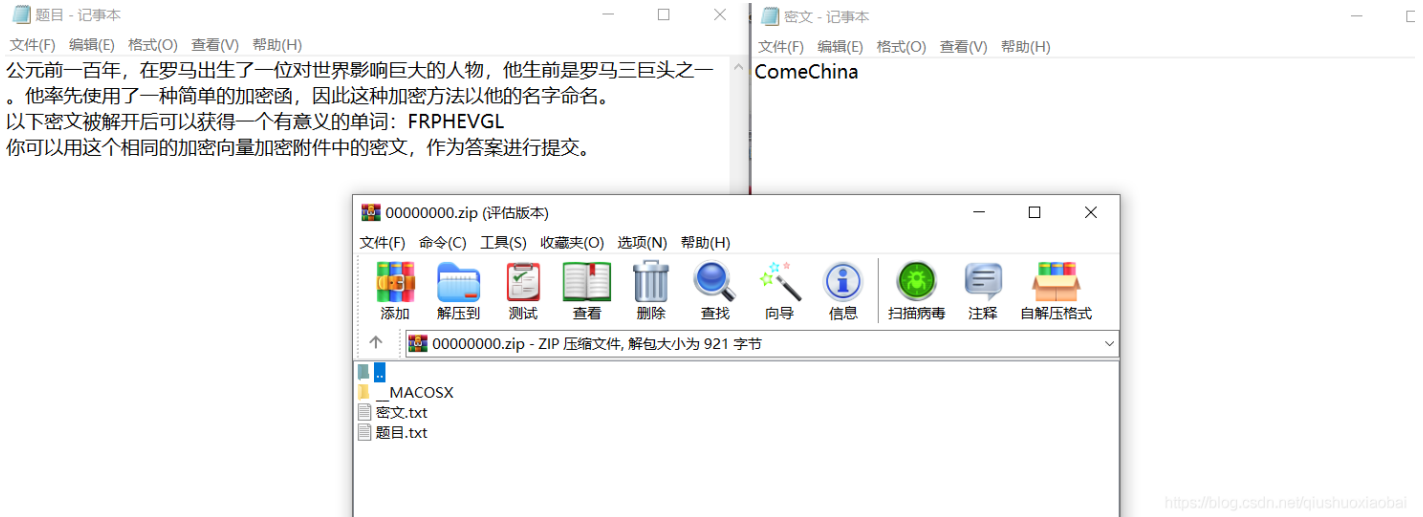 题目 - 记事本
文件(F) 编辑(E) 格式(O) 查看(V) 帮助(H)
公元前一百年，在罗马出生了一位对世界影响巨大的人物，他生前是罗马三巨头之一
。他率先使用了一种简单的加密函，因此这种加密方法以他的名字命名。
以下密文被解开后可以获得一个有意义的单词：FRPHEVGL
你可以用这个相同的加密向量加密附件中的密文，作为答案进行提交。
密文 - 记事本
文件(F) 编辑(E) 格式(O) 查看(V) 帮助(H)
ComeChina
00000000.zip (评估版本)
文件(F) 命令(C) 工具(S) 收藏夹(O) 选项(N) 帮助(H)
添加 解压到 测试 查看 删除 查找 向导 信息 扫描病毒 注释 自解压格式
00000000.zip - ZIP 压缩文件, 解包大小为 921 字节
..
__MACOSX
密文.txt
题目.txt
https://blog.csdn.net/qiushuoxiaobai